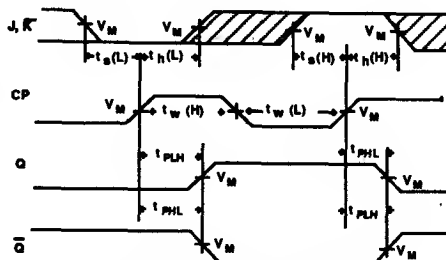 J, K̅ V_M V_M V_M V_M
t_s(L) t_h(L) t_s(H) t_h(H)
CP V_M t_w(H) V_M t_w(L) V_M
t_PLH t_PHL
Q V_M V_M
t_PHL t_PLH
Q̅ V_M V_M